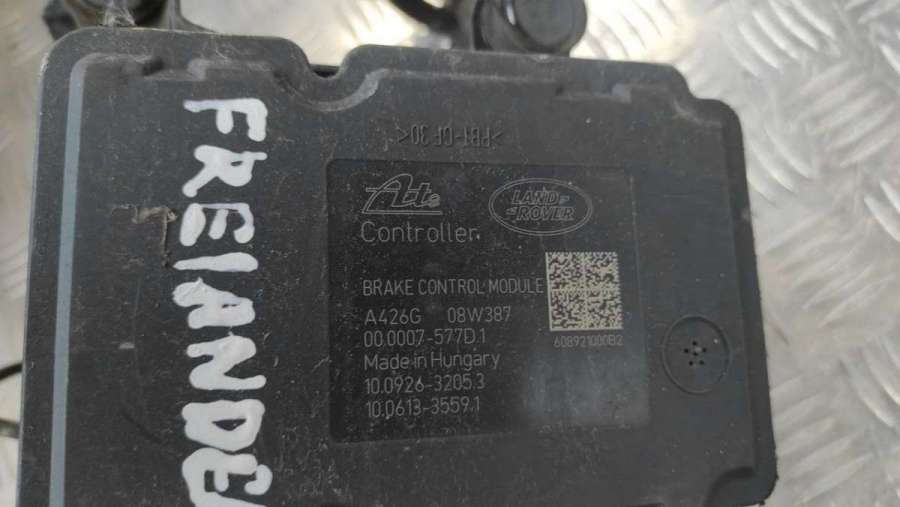 FREIANDE
>PBT-GF30<
Ate
LAND
ROVER
Controller
BRAKE CONTROL MODULE
A426G 08W387
00.0007-577D.1
608921000B2
Made in Hungary
10.0926-3205.3
10.0613-3559.1